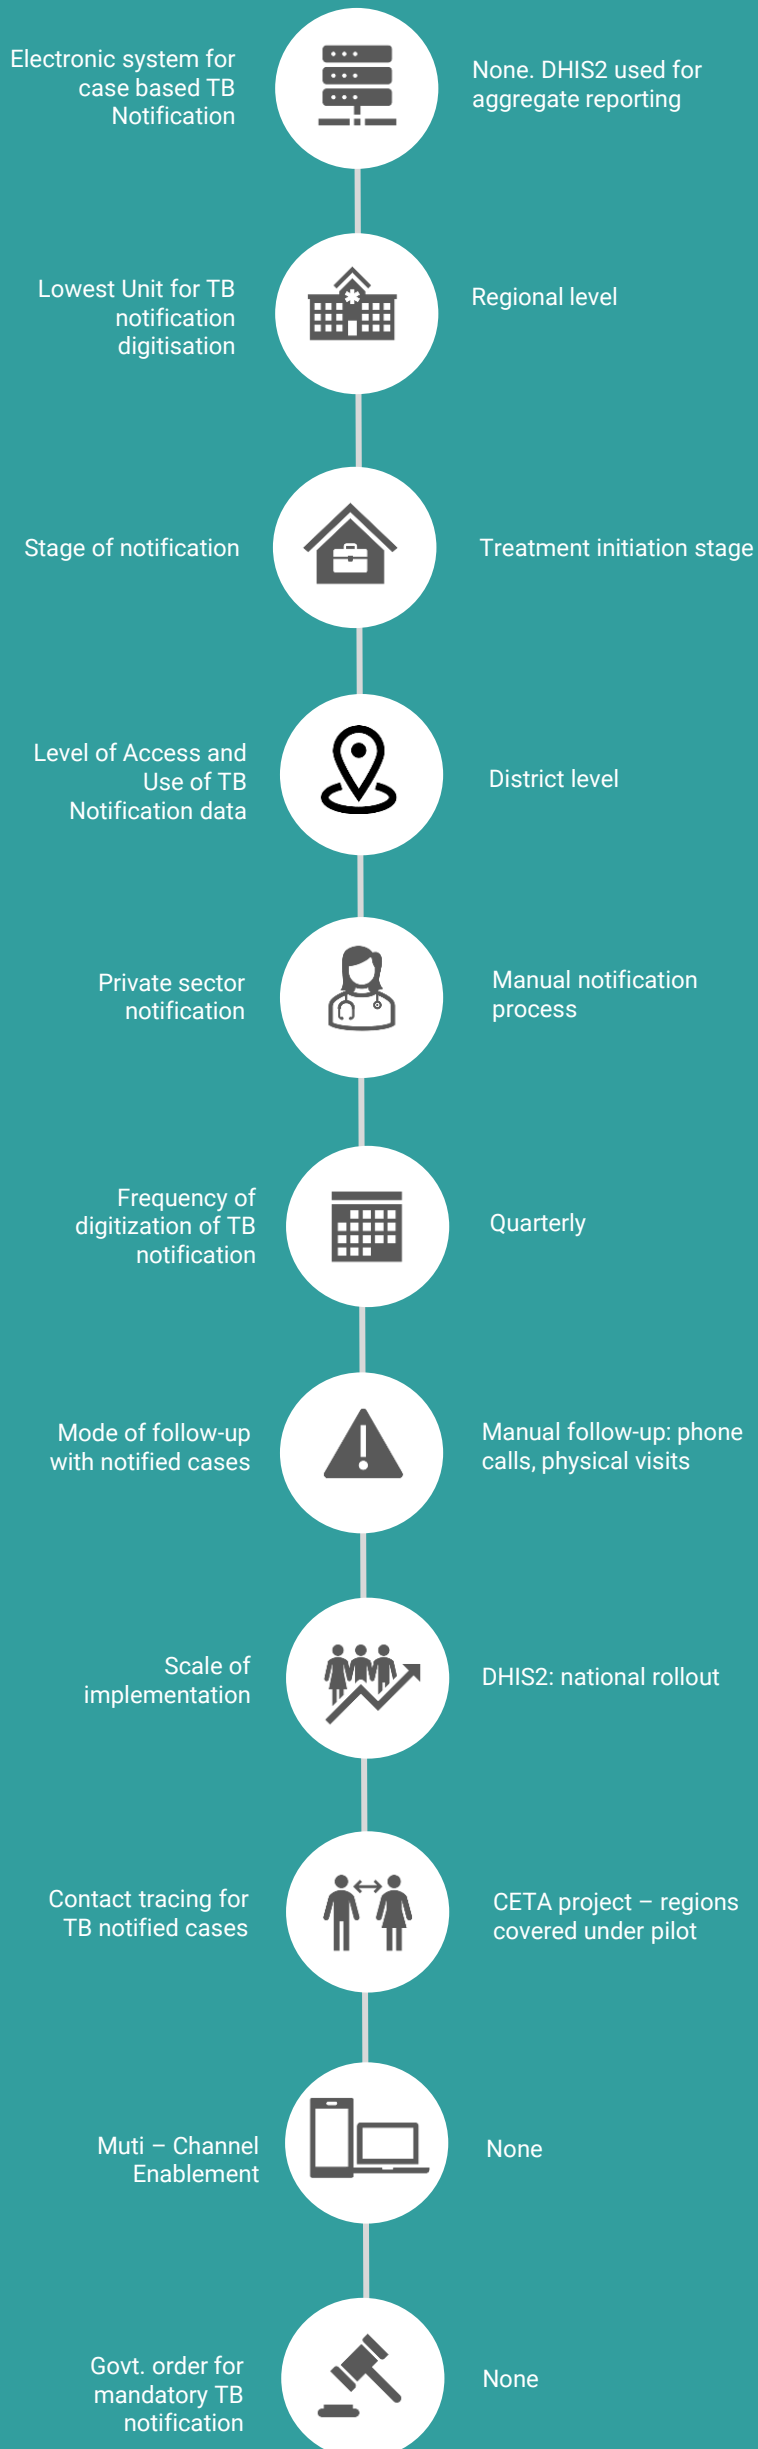 Electronic system for
case based TB
Notification
None. DHIS2 used for
aggregate reporting
Lowest Unit for TB
notification
digitisation
Regional level
Stage of notification
Treatment initiation stage
Level of Access and
Use of TB
Notification data
District level
Private sector
notification
Manual notification
process
Frequency of
digitization of TB
notification
Quarterly
Mode of follow-up
with notified cases
Manual follow-up: phone
calls, physical visits
Scale of
implementation
DHIS2: national rollout
Contact tracing for
TB notified cases
CETA project – regions
covered under pilot
Muti – Channel
Enablement
None
Govt. order for
mandatory TB
notification
None